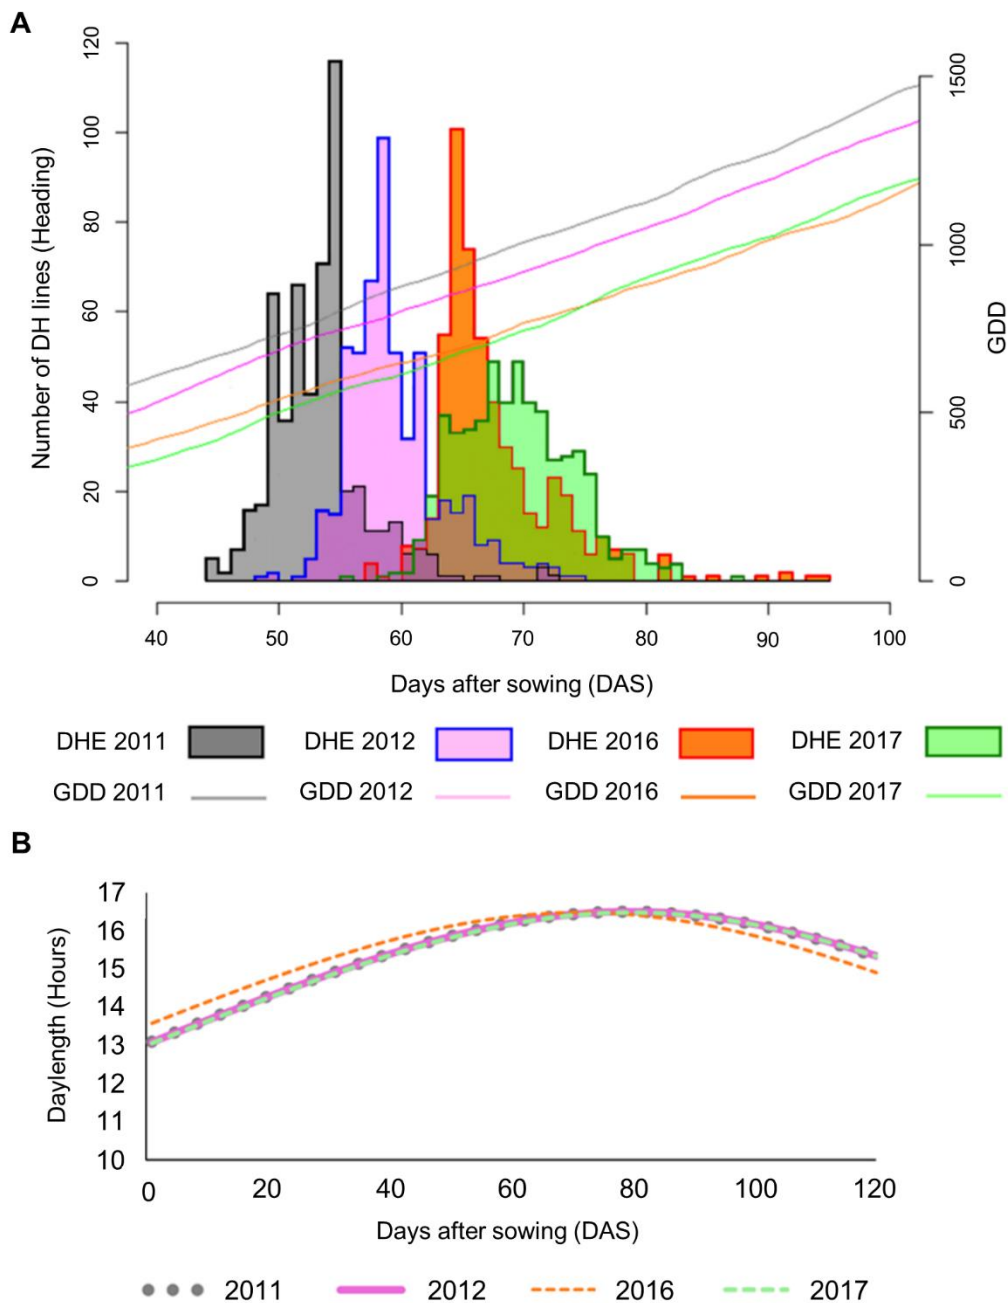 A
Number of DH lines (Heading)
120
100
80
60
40
20
0
1500
1000
500
0
GDD
40 50 60 70 80 90 100
Days after sowing (DAS)
DHE 2011 DHE 2012 DHE 2016 DHE 2017
GDD 2011 GDD 2012 GDD 2016 GDD 2017
B
Daylength (Hours)
17
16
15
14
13
12
11
10
0 20 40 60 80 100 120
Days after sowing (DAS)
2011 2012 2016 2017